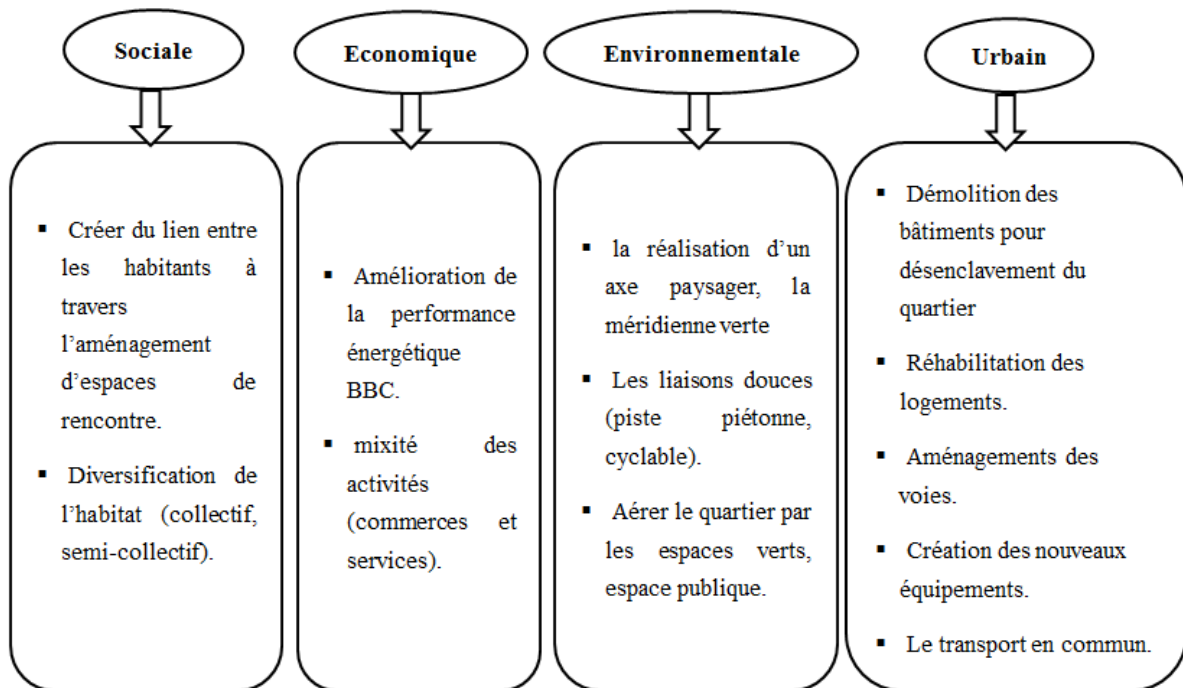 Sociale
Economique
Environnementale
Urbain
▪ Créer du lien entre
les habitants à
travers
l’aménagement
d’espaces de
rencontre.
▪ Diversification de
l’habitat (collectif,
semi-collectif).
▪ Amélioration de
la performance
énergétique
BBC.
▪ mixité des
activités
(commerces et
services).
▪ la réalisation d’un
axe paysager, la
méridienne verte
▪ Les liaisons douces
(piste piétonne,
cyclable).
▪ Aérer le quartier par
les espaces verts,
espace publique.
▪ Démolition des
bâtiments pour
désenclavement du
quartier
▪ Réhabilitation des
logements.
▪ Aménagements des
voies.
▪ Création des nouveaux
équipements.
▪ Le transport en commun.